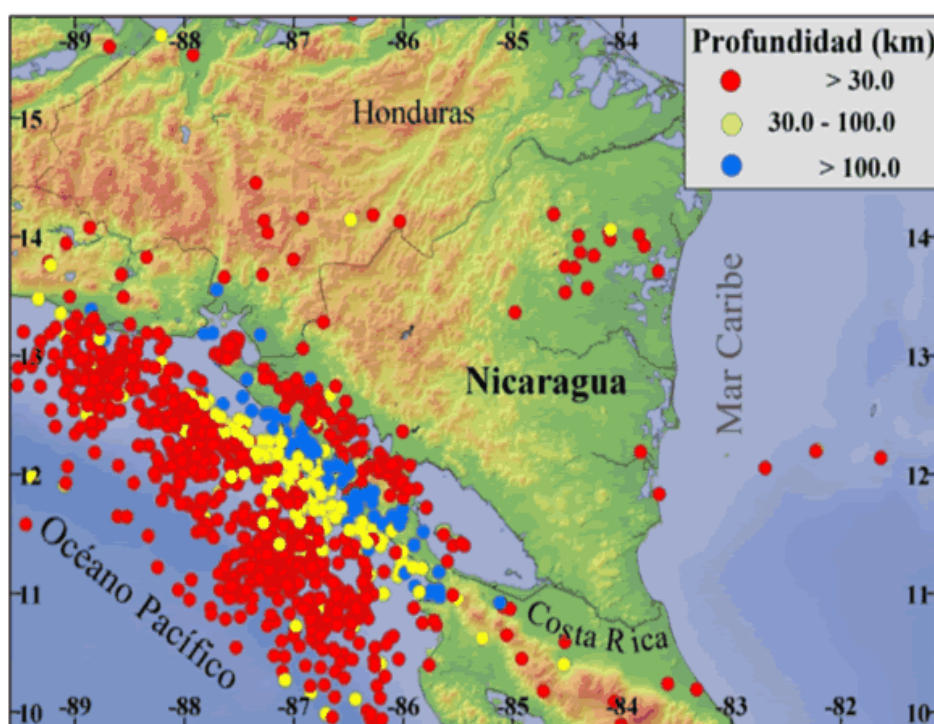 -89 -88 -87 -86 -85 -84
Profundidad (km)
> 30.0
30.0 - 100.0
> 100.0
15
Honduras
14 14
Mar Caribe
13 13
Nicaragua
12 12
Océano Pacífico
11 11
Costa Rica
10 -89 -88 -87 -86 -85 -84 -83 -82 10